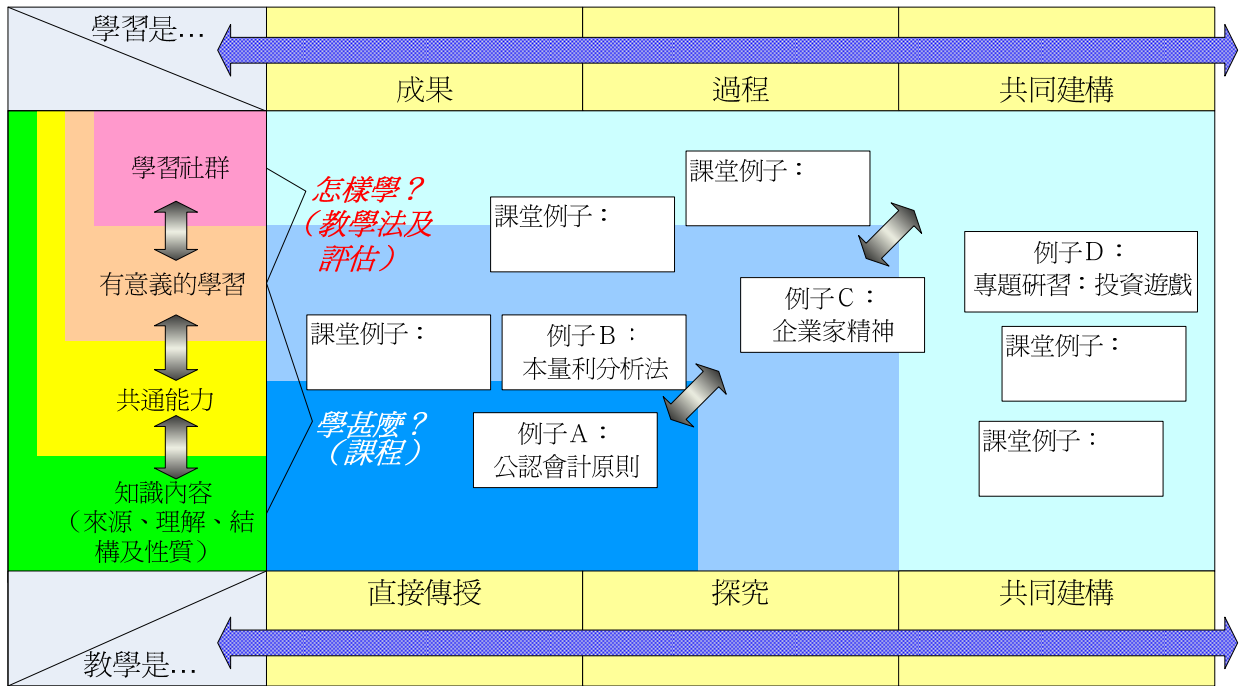 學習是…
成果
過程
共同建構
學習社群
有意義的學習
共通能力
知識內容
（來源、理解、結
構及性質）
怎樣學？
（教學法及
評估）
學甚麼？
（課程）
課堂例子：
課堂例子：
課堂例子：
例子B：
本量利分析法
例子A：
公認會計原則
例子C：
企業家精神
例子D：
專題研習：投資遊戲
課堂例子：
課堂例子：
直接傳授
探究
共同建構
教學是…